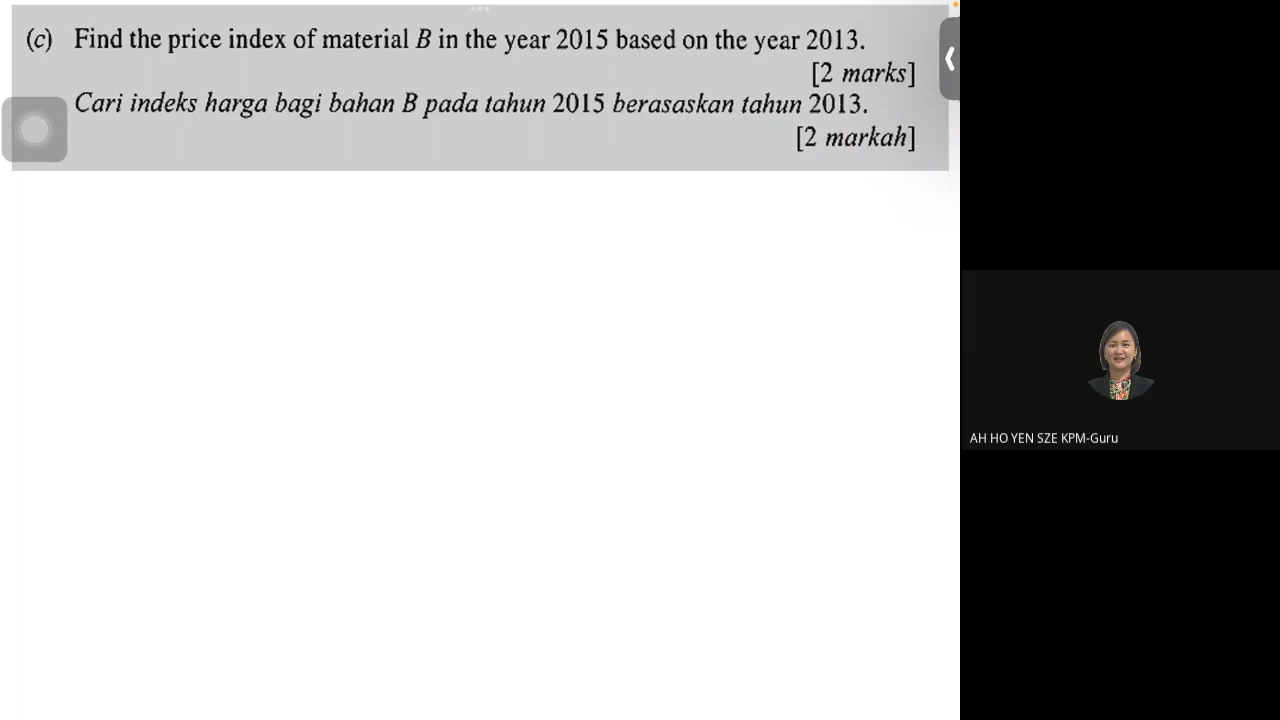 (c) Find the price index of material B in the year 2015 based on the year 2013.
[2 marks]
Cari indeks harga bagi bahan B pada tahun 2015 berasaskan tahun 2013.
[2 markah]
AH HO YEN SZE KPM-Guru